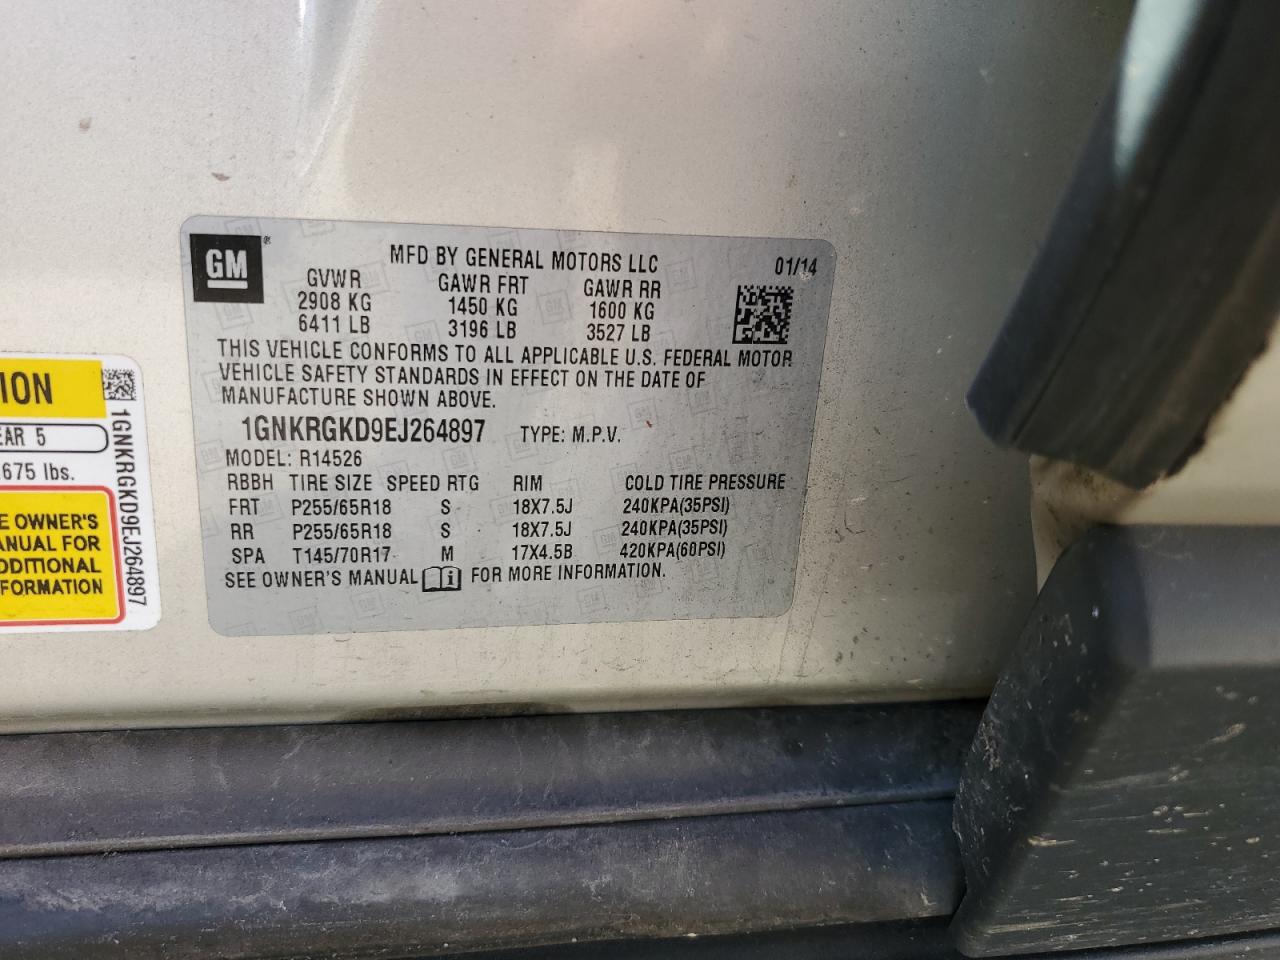 GM®
MFD BY GENERAL MOTORS LLC
01/14
GVWR GAWR FRT GAWR RR
2908 KG 1450 KG 1600 KG
6411 LB 3196 LB 3527 LB
THIS VEHICLE CONFORMS TO ALL APPLICABLE U.S. FEDERAL MOTOR
VEHICLE SAFETY STANDARDS IN EFFECT ON THE DATE OF
MANUFACTURE SHOWN ABOVE.
1GNKRGKD9EJ264897 TYPE: M.P.V.
MODEL: R14526
RBBH TIRE SIZE SPEED RTG RIM COLD TIRE PRESSURE
FRT P255/65R18 S 18X7.5J 240KPA(35PSI)
RR P255/65R18 S 18X7.5J 240KPA(35PSI)
SPA T145/70R17 M 17X4.5B 420KPA(60PSI)
SEE OWNER'S MANUAL FOR MORE INFORMATION.
ION
EAR 5
675 lbs.
E OWNER'S
ANUAL FOR
DDITIONAL
FORMATION
1GNKRGKD9EJ264897